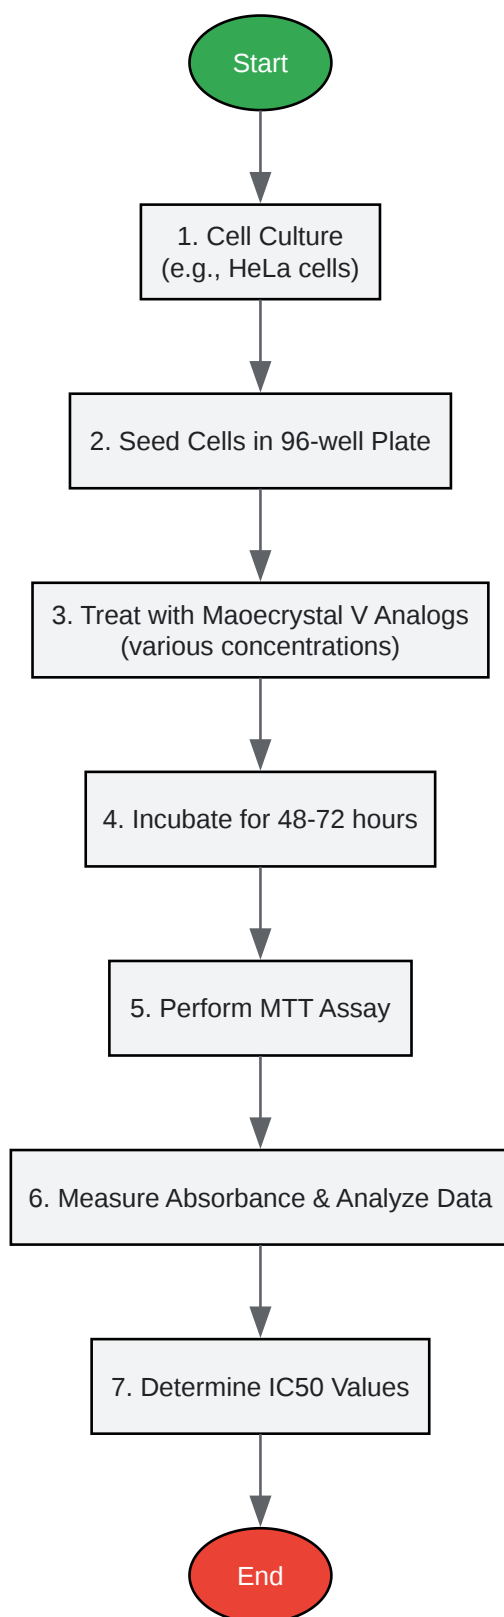 Start
1. Cell Culture
(e.g., HeLa cells)
2. Seed Cells in 96-well Plate
3. Treat with Maoecrystal V Analogs
(various concentrations)
4. Incubate for 48-72 hours
5. Perform MTT Assay
6. Measure Absorbance & Analyze Data
7. Determine IC50 Values
End